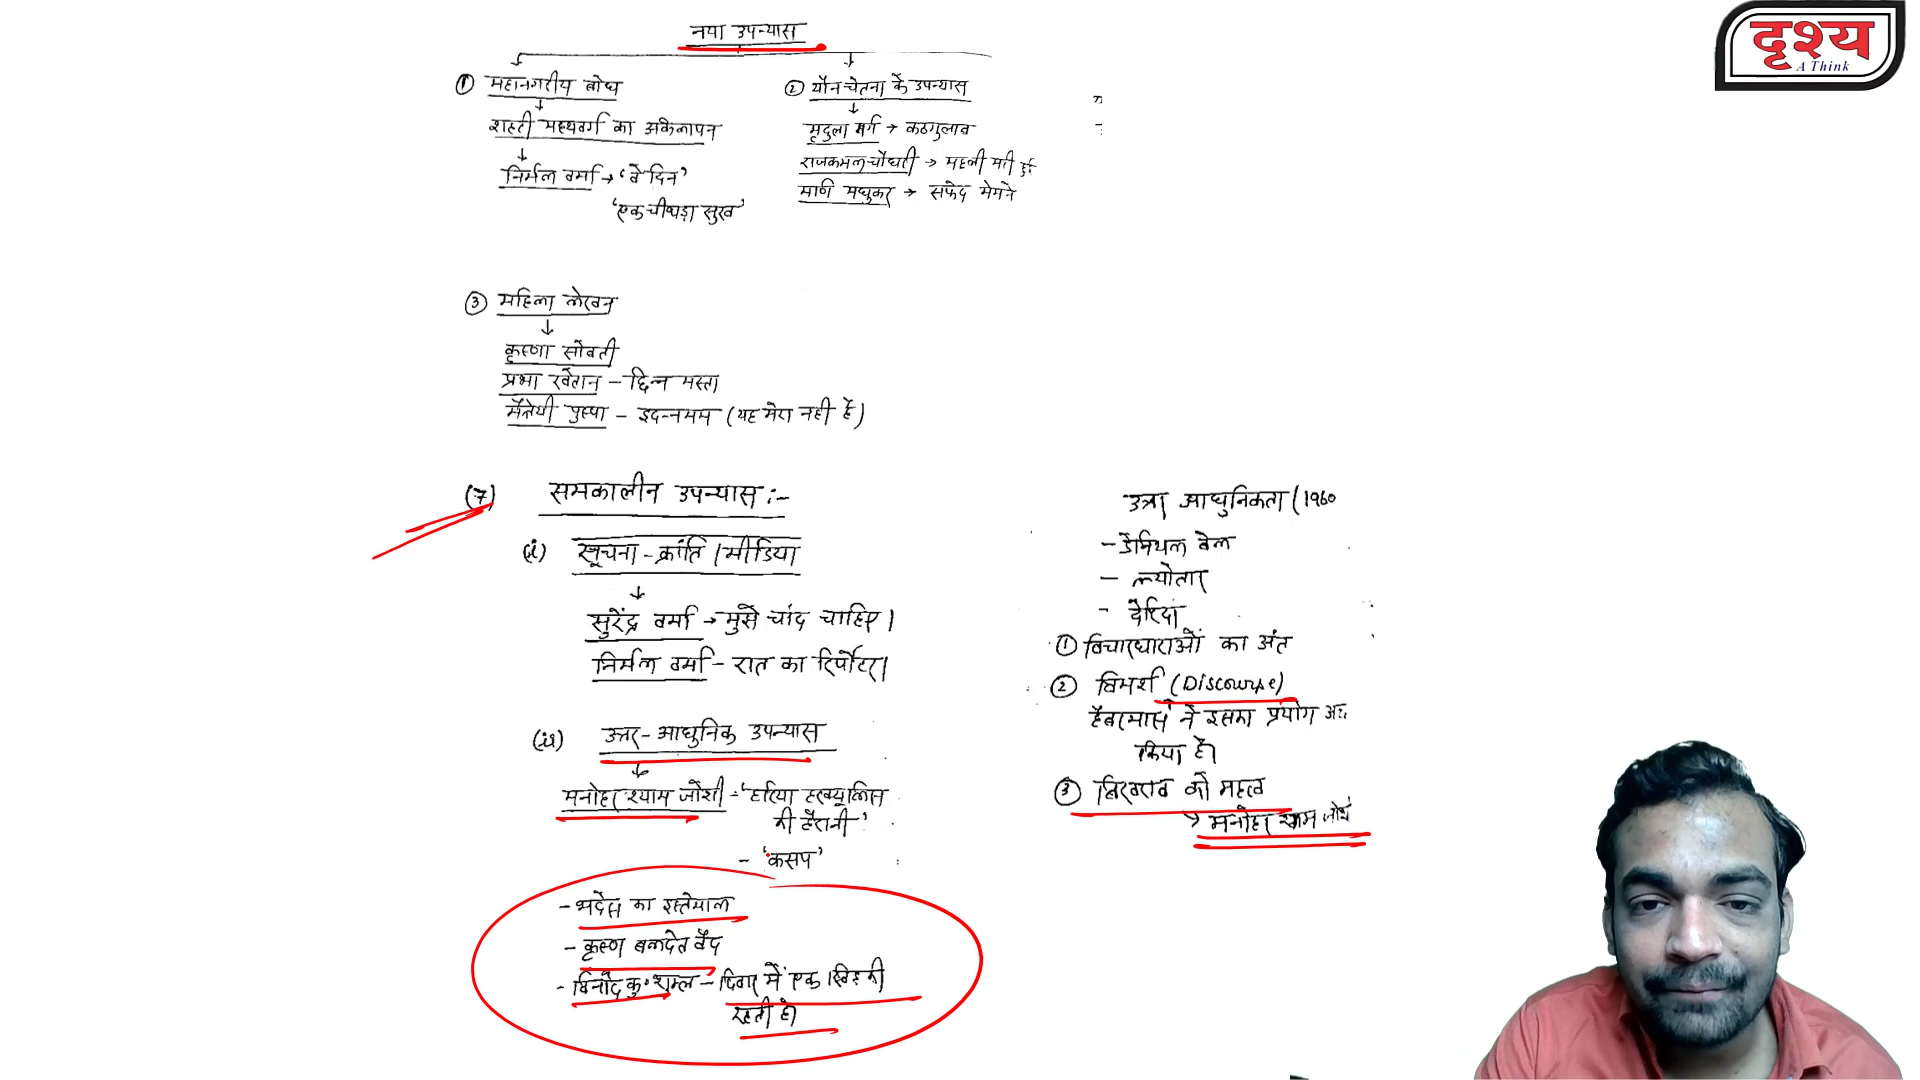 दृश्य
A Think
नया उपन्यास
① महानगरीय बोध
शहरी मध्यवर्ग का अकेलापन
निर्मल वर्मा → 'वे दिन'
'एक चीथड़ा सुख'
② यौन चेतना के उपन्यास
मृदुला गर्ग → कठगुलाब
राजकमल चौधरी → मछली मरी हुई
मणि मधुकर → सफेद मेमने
③ महिला लेखन
कृष्णा सोबती
प्रभा खेतान - छिन्न मस्ता
मैत्रेयी पुष्पा - इदन्नमम (यह मेरा नही है)
(7) समकालीन उपन्यास :-
(i) सूचना - क्रांति / मीडिया
सुरेंद्र वर्मा → मुझे चांद चाहिए।
निर्मल वर्मा - रात का रिर्पोटर।
(ii) उत्तर - आधुनिक उपन्यास
मनोहर श्याम जोशी - 'हरिया हरक्यूलिस
की हैरानी'
- 'कसप'
- भदेस का इस्तेमाल
- कृष्ण बलदेव वैद
- विनोद कु॰ शुक्ल - दिवार में एक खिड़की
रहती है।
उत्तर आधुनिकता (1960
- डेनियल बेल
- ल्योतार
- देरिदा
① विचारधाराओं का अंत
② विमर्श (Discourse)
हैबरमार्स ने इसका प्रयोग
किया है।
③ बिखराव को महत्व
→ मनोहर श्याम जोशी